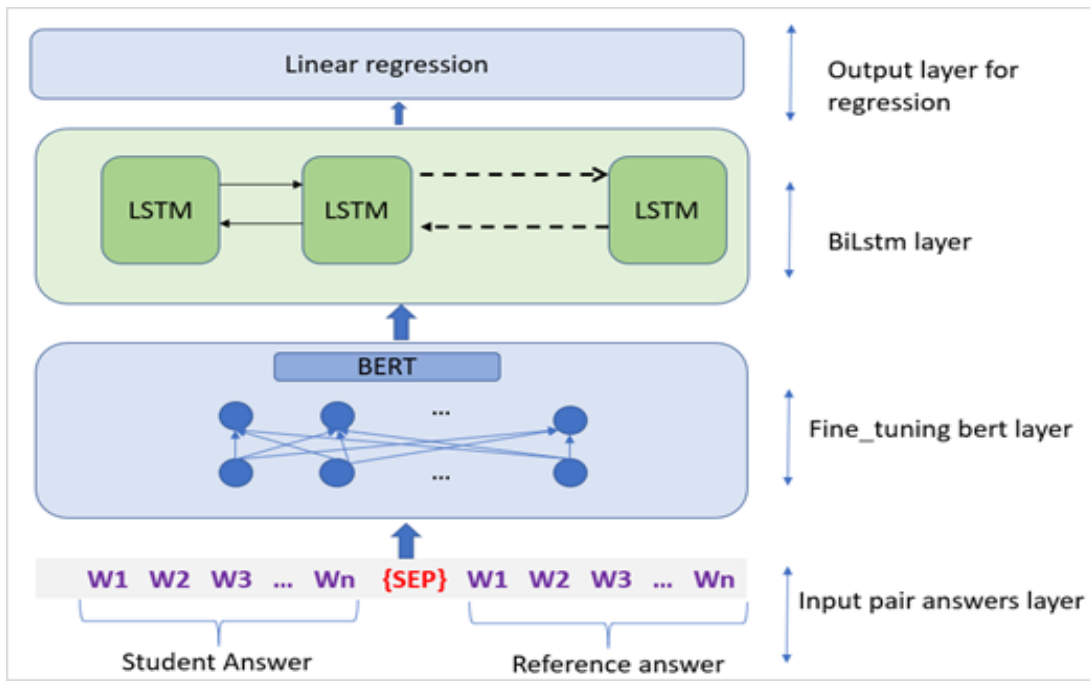 Linear regression
Output layer for
regression
LSTM LSTM LSTM
BiLstm layer
BERT
...
...
Fine_tuning bert layer
W1 W2 W3 ... Wn {SEP} W1 W2 W3 ... Wn
Input pair answers layer
Student Answer Reference answer